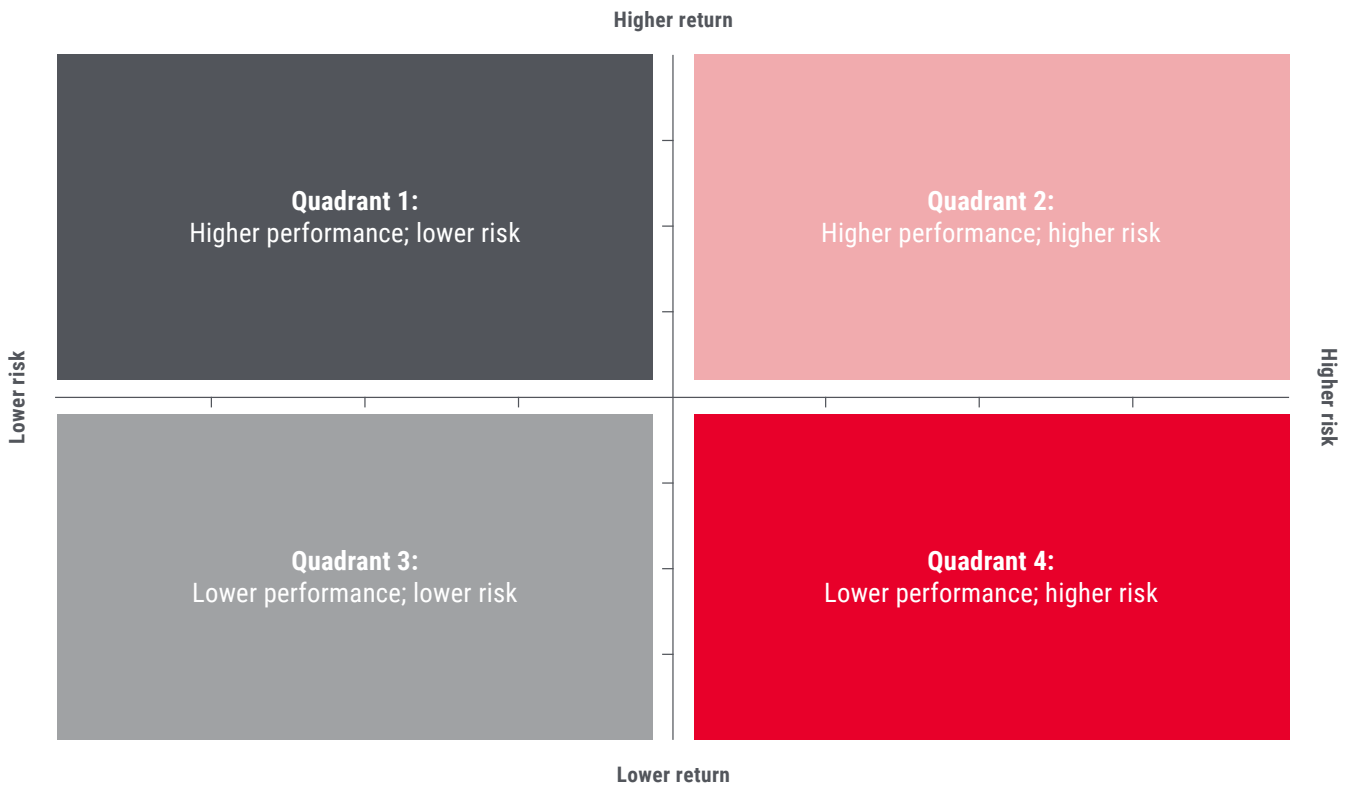 Higher return
Quadrant 1:
Higher performance; lower risk
Quadrant 2:
Higher performance; higher risk
Lower risk
Higher risk
Quadrant 3:
Lower performance; lower risk
Quadrant 4:
Lower performance; higher risk
Lower return